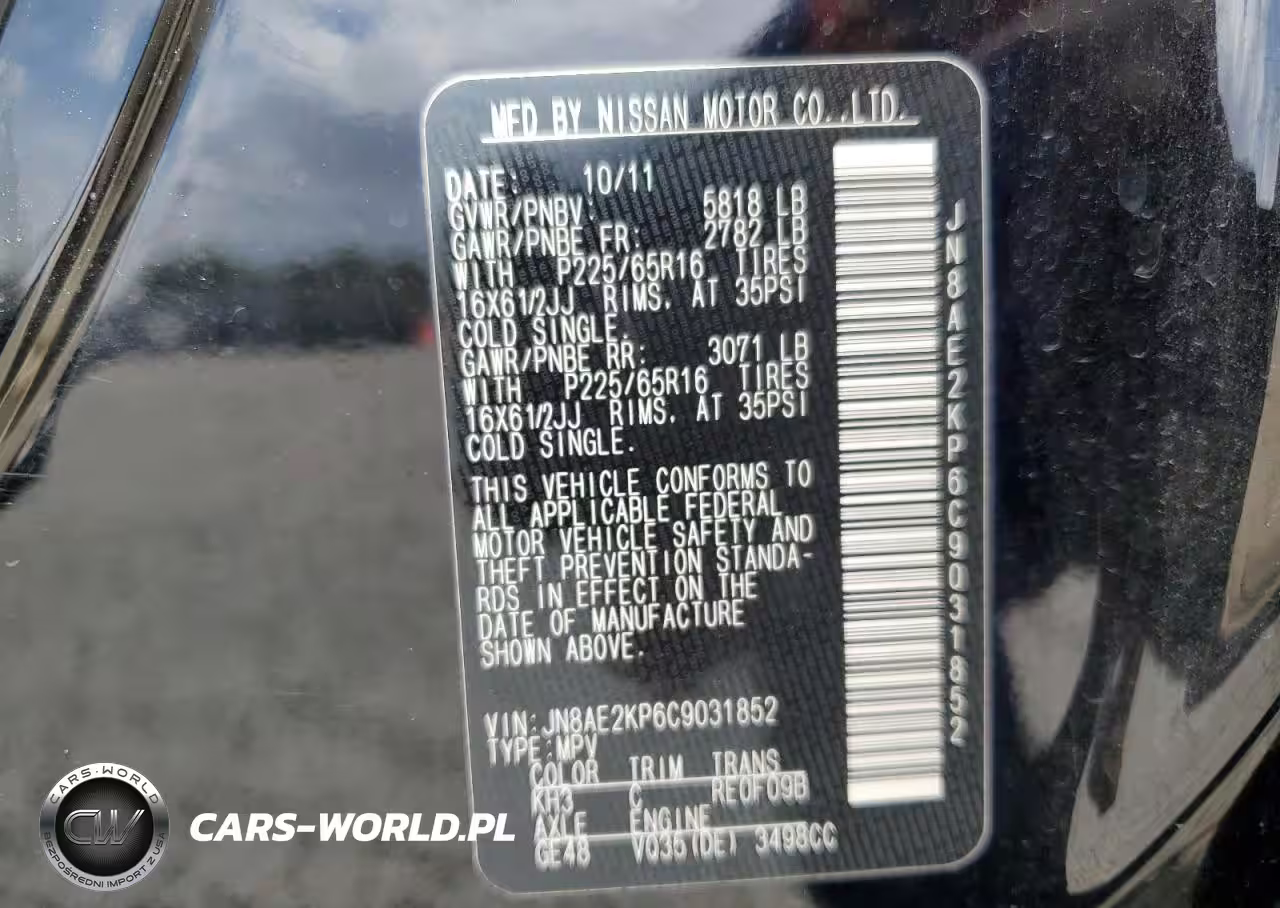 MFD BY NISSAN MOTOR CO.,LTD.
DATE: 10/11
GVWR/PNBV: 5818 LB
GAWR/PNBE FR: 2782 LB
WITH P225/65R16 TIRES
16X61/2JJ RIMS. AT 35PSI
COLD SINGLE.
GAWR/PNBE RR: 3071 LB
WITH P225/65R16 TIRES
16X61/2JJ RIMS. AT 35PSI
COLD SINGLE.
THIS VEHICLE CONFORMS TO
ALL APPLICABLE FEDERAL
MOTOR VEHICLE SAFETY AND
THEFT PREVENTION STANDA-
RDS IN EFFECT ON THE
DATE OF MANUFACTURE
SHOWN ABOVE.
VIN:JN8AE2KP6C9031852
TYPE:MPV
COLOR TRIM TRANS
KH3 C RE0F09B
AXLE ENGINE
GE48 VQ35(DE) 3498CC
JN8AE2KP6C9031852
CARS-WORLD
CW
BEZPOŚREDNI IMPORT Z USA
CARS-WORLD.PL